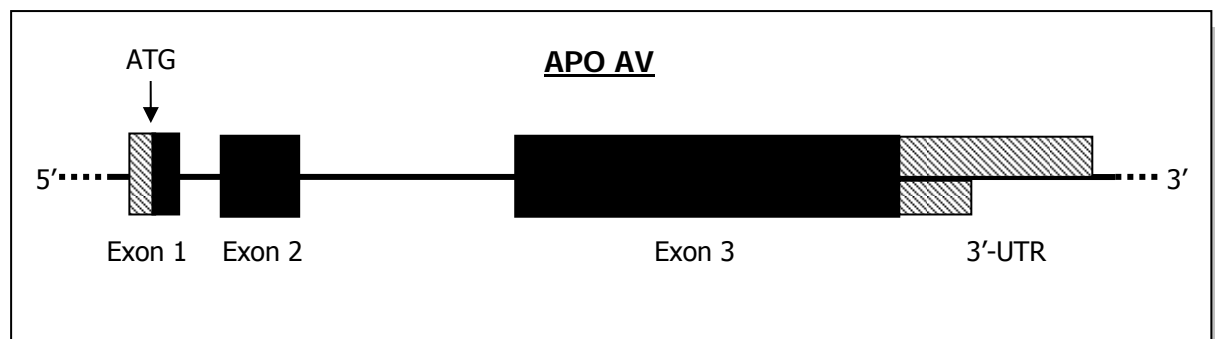 ATG
APO AV
5′ 3′
Exon 1 Exon 2 Exon 3 3′-UTR